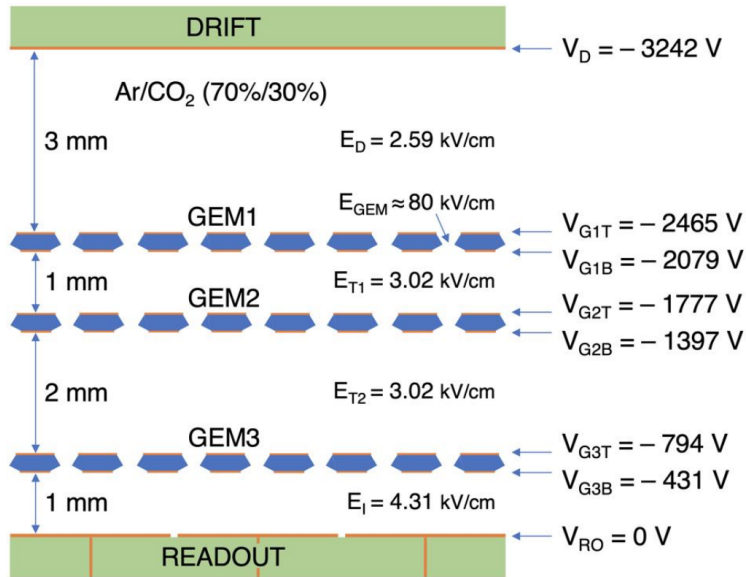 DRIFT
V_D = – 3242 V
Ar/CO₂ (70%/30%)
3 mm
E_D = 2.59 kV/cm
GEM1
E_GEM ≈ 80 kV/cm
V_G1T = – 2465 V
V_G1B = – 2079 V
1 mm
E_T1 = 3.02 kV/cm
GEM2
V_G2T = – 1777 V
V_G2B = – 1397 V
2 mm
E_T2 = 3.02 kV/cm
GEM3
V_G3T = – 794 V
V_G3B = – 431 V
1 mm
E_I = 4.31 kV/cm
V_RO = 0 V
READOUT